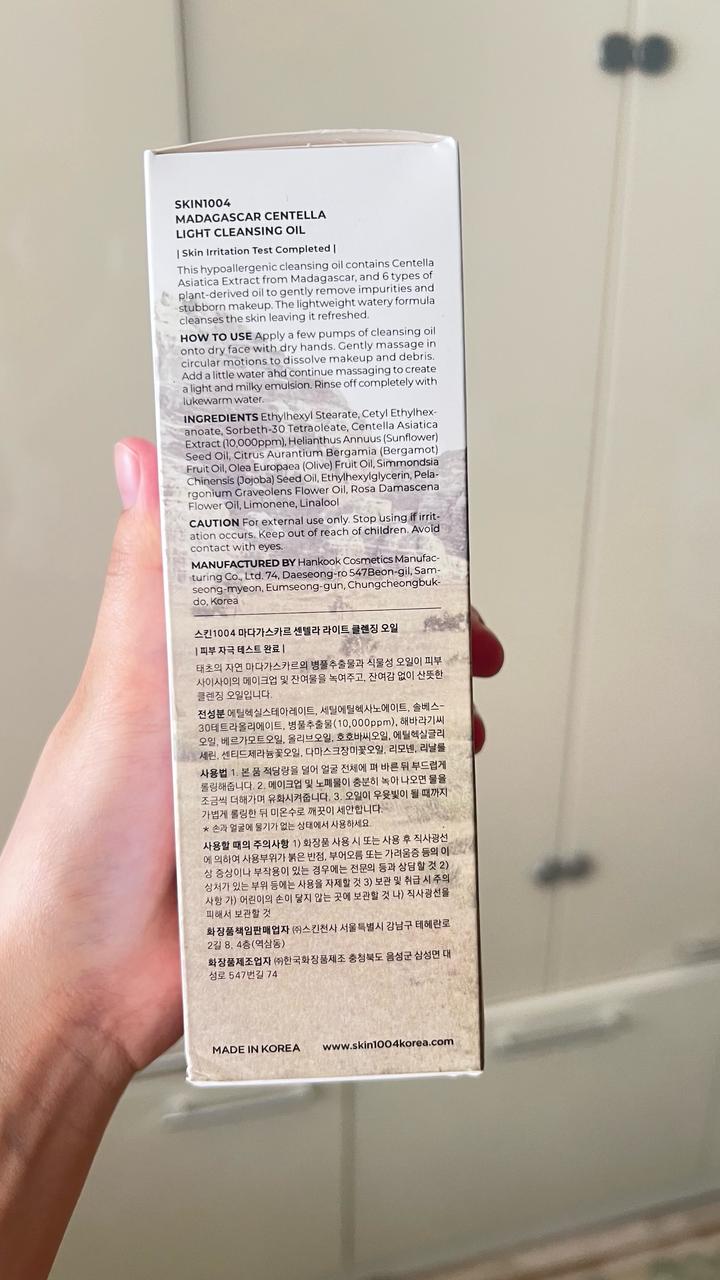 SKIN1004
MADAGASCAR CENTELLA
LIGHT CLEANSING OIL
| Skin Irritation Test Completed |
This hypoallergenic cleansing oil contains Centella
Asiatica Extract from Madagascar, and 6 types of
plant-derived oil to gently remove impurities and
stubborn makeup. The lightweight watery formula
cleanses the skin leaving it refreshed.
HOW TO USE Apply a few pumps of cleansing oil
onto dry face with dry hands. Gently massage in
circular motions to dissolve makeup and debris.
Add a little water ahd continue massaging to create
a light and milky emulsion. Rinse off completely with
lukewarm water.
INGREDIENTS Ethylhexyl Stearate, Cetyl Ethylhex-
anoate, Sorbeth-30 Tetraoleate, Centella Asiatica
Extract (10,000ppm), Helianthus Annuus (Sunflower)
Seed Oil, Citrus Aurantium Bergamia (Bergamot)
Fruit Oil, Olea Europaea (Olive) Fruit Oil, Simmondsia
Chinensis (Jojoba) Seed Oil, Ethylhexylglycerin, Pela-
rgonium Graveolens Flower Oil, Rosa Damascena
Flower Oil, Limonene, Linalool
CAUTION For external use only. Stop using if irrit-
ation occurs. Keep out of reach of children. Avoid
contact with eyes.
MANUFACTURED BY Hankook Cosmetics Manufac-
turing Co., Ltd. 74, Daeseong-ro 547Beon-gil, Sam-
seong-myeon, Eumseong-gun, Chungcheongbuk-
do, Korea
스킨1004 마다가스카르 센텔라 라이트 클렌징 오일
| 피부 자극 테스트 완료 |
태초의 자연 마다가스카르의 병풀추출물과 식물성 오일이 피부
사이사이의 메이크업 및 잔여물을 녹여주고, 잔여감 없이 산뜻한
클렌징 오일입니다.
전성분 에틸헥실스테아레이트, 세틸에틸헥사노에이트, 솔베스-
30테트라올리에이트, 병풀추출물(10,000ppm), 해바라기씨
오일, 베르가모트오일, 올리브오일, 호호바씨오일, 에틸헥실글리
세린, 센티드제라늄꽃오일, 다마스크장미꽃오일, 리모넨, 리날룰
사용법 1. 본 품 적당량을 덜어 얼굴 전체에 펴 바른 뒤 부드럽게
롤링해줍니다. 2. 메이크업 및 노폐물이 충분히 녹아 나오면 물을
조금씩 더해가며 유화시켜줍니다. 3. 오일이 우윳빛이 될 때까지
가볍게 롤링한 뒤 미온수로 깨끗이 세안합니다.
* 손과 얼굴에 물기가 없는 상태에서 사용하세요.
사용할 때의 주의사항 1) 화장품 사용 시 또는 사용 후 직사광선
에 의하여 사용부위가 붉은 반점, 부어오름 또는 가려움증 등의 이
상 증상이나 부작용이 있는 경우에는 전문의 등과 상담할 것 2)
상처가 있는 부위 등에는 사용을 자제할 것 3) 보관 및 취급 시 주의
사항 가) 어린이의 손이 닿지 않는 곳에 보관할 것 나) 직사광선을
피해서 보관할 것
화장품책임판매업자 ㈜스킨천사 서울특별시 강남구 테헤란로
2길 8, 4층(역삼동)
화장품제조업자 ㈜한국화장품제조 충청북도 음성군 삼성면 대
성로 547번길 74
MADE IN KOREA www.skin1004korea.com